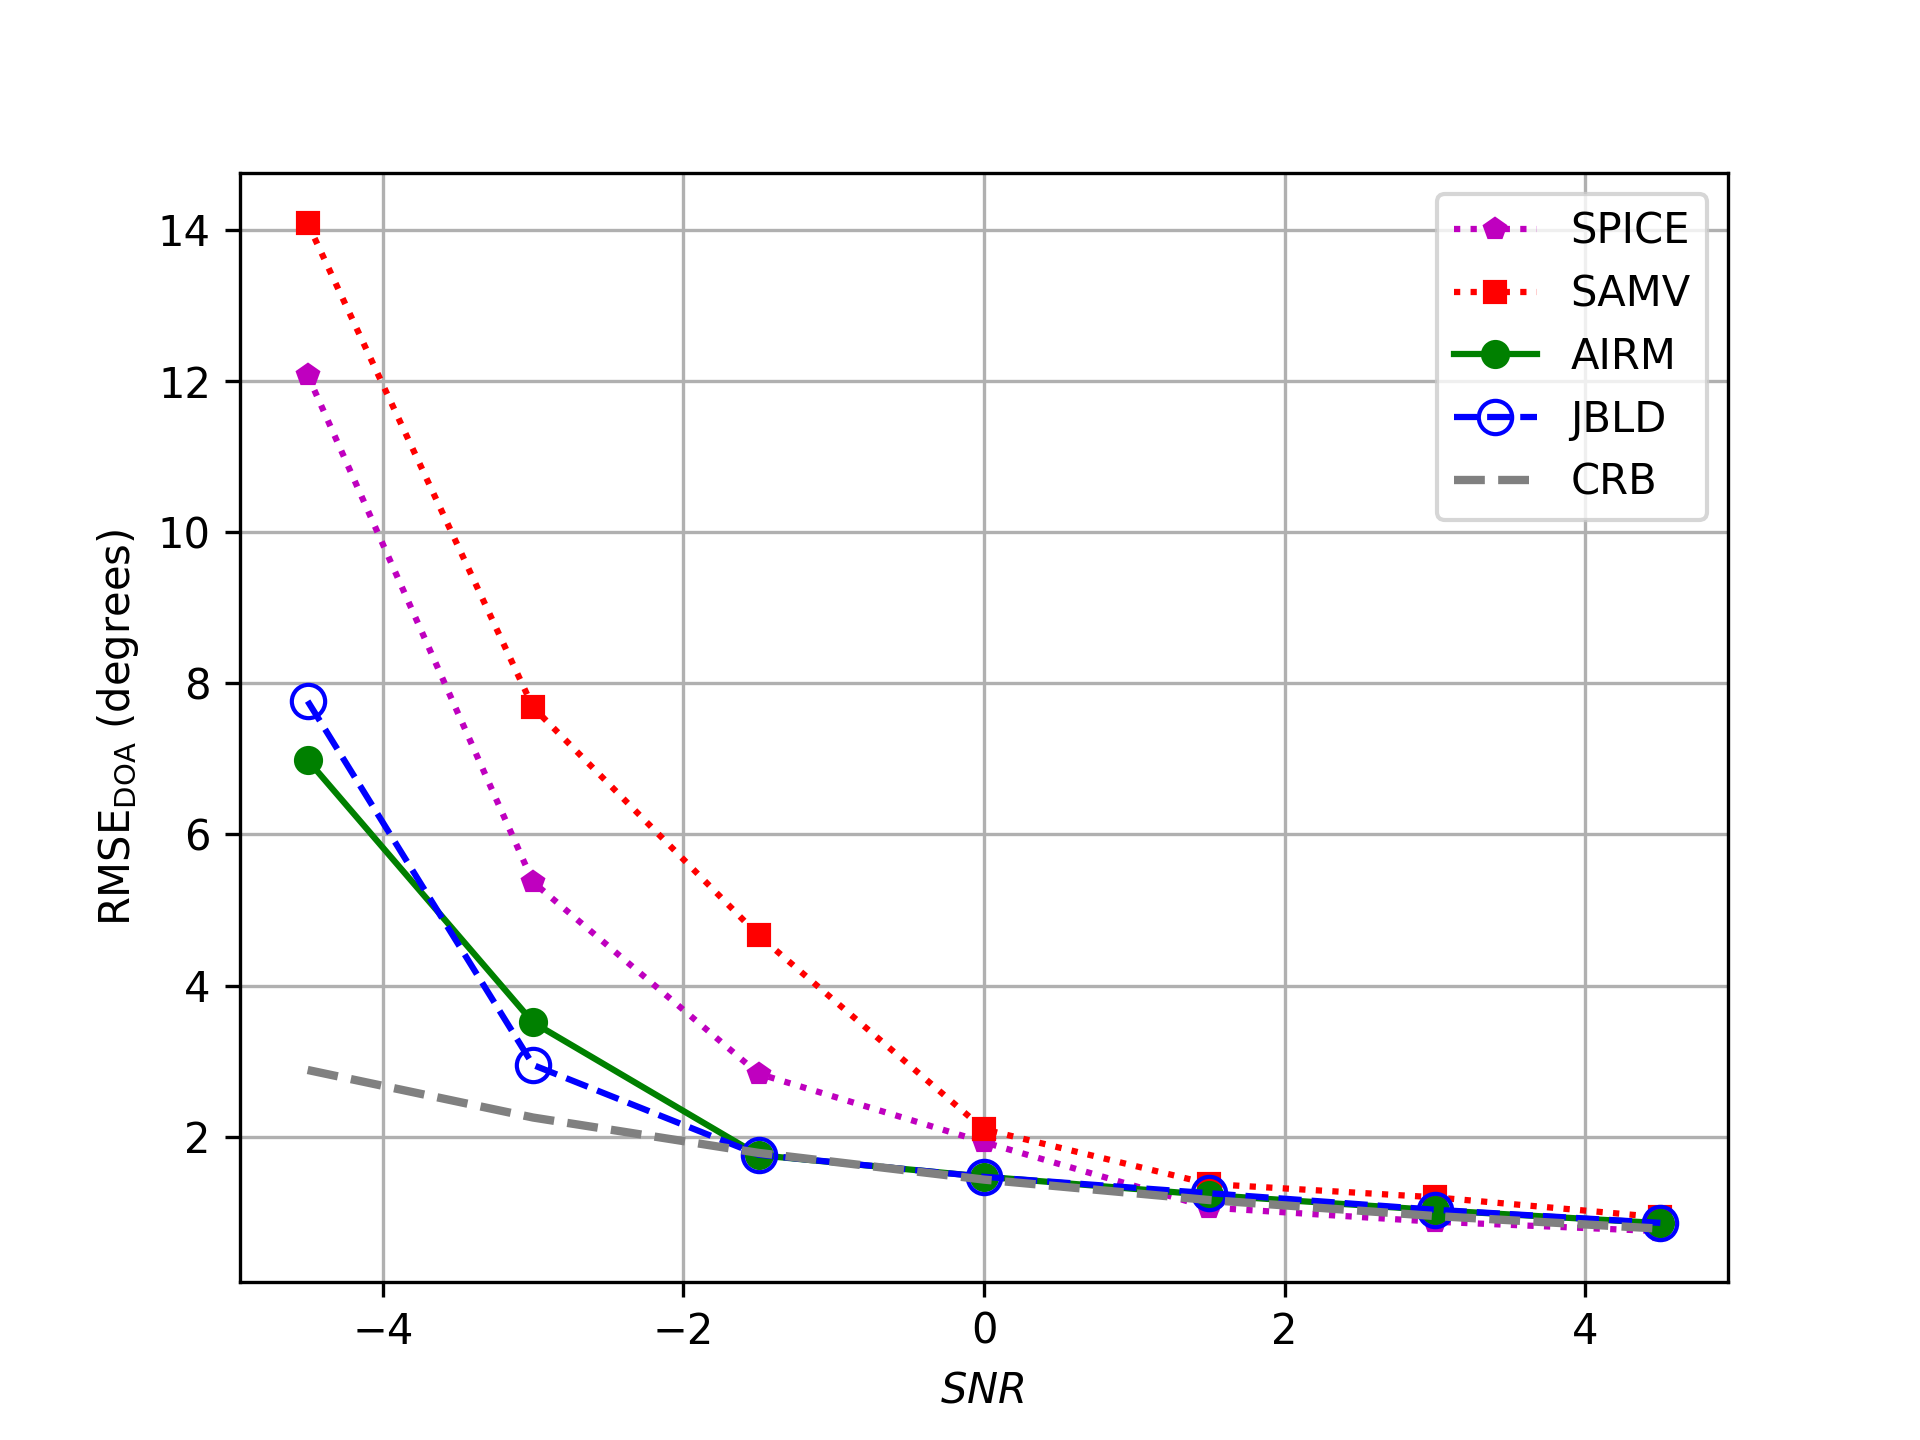 SPICE
SAMV
AIRM
JBLD
CRB
14
12
10
8
6
4
2
RMSE_DOA (degrees)
−4 −2 0 2 4
SNR